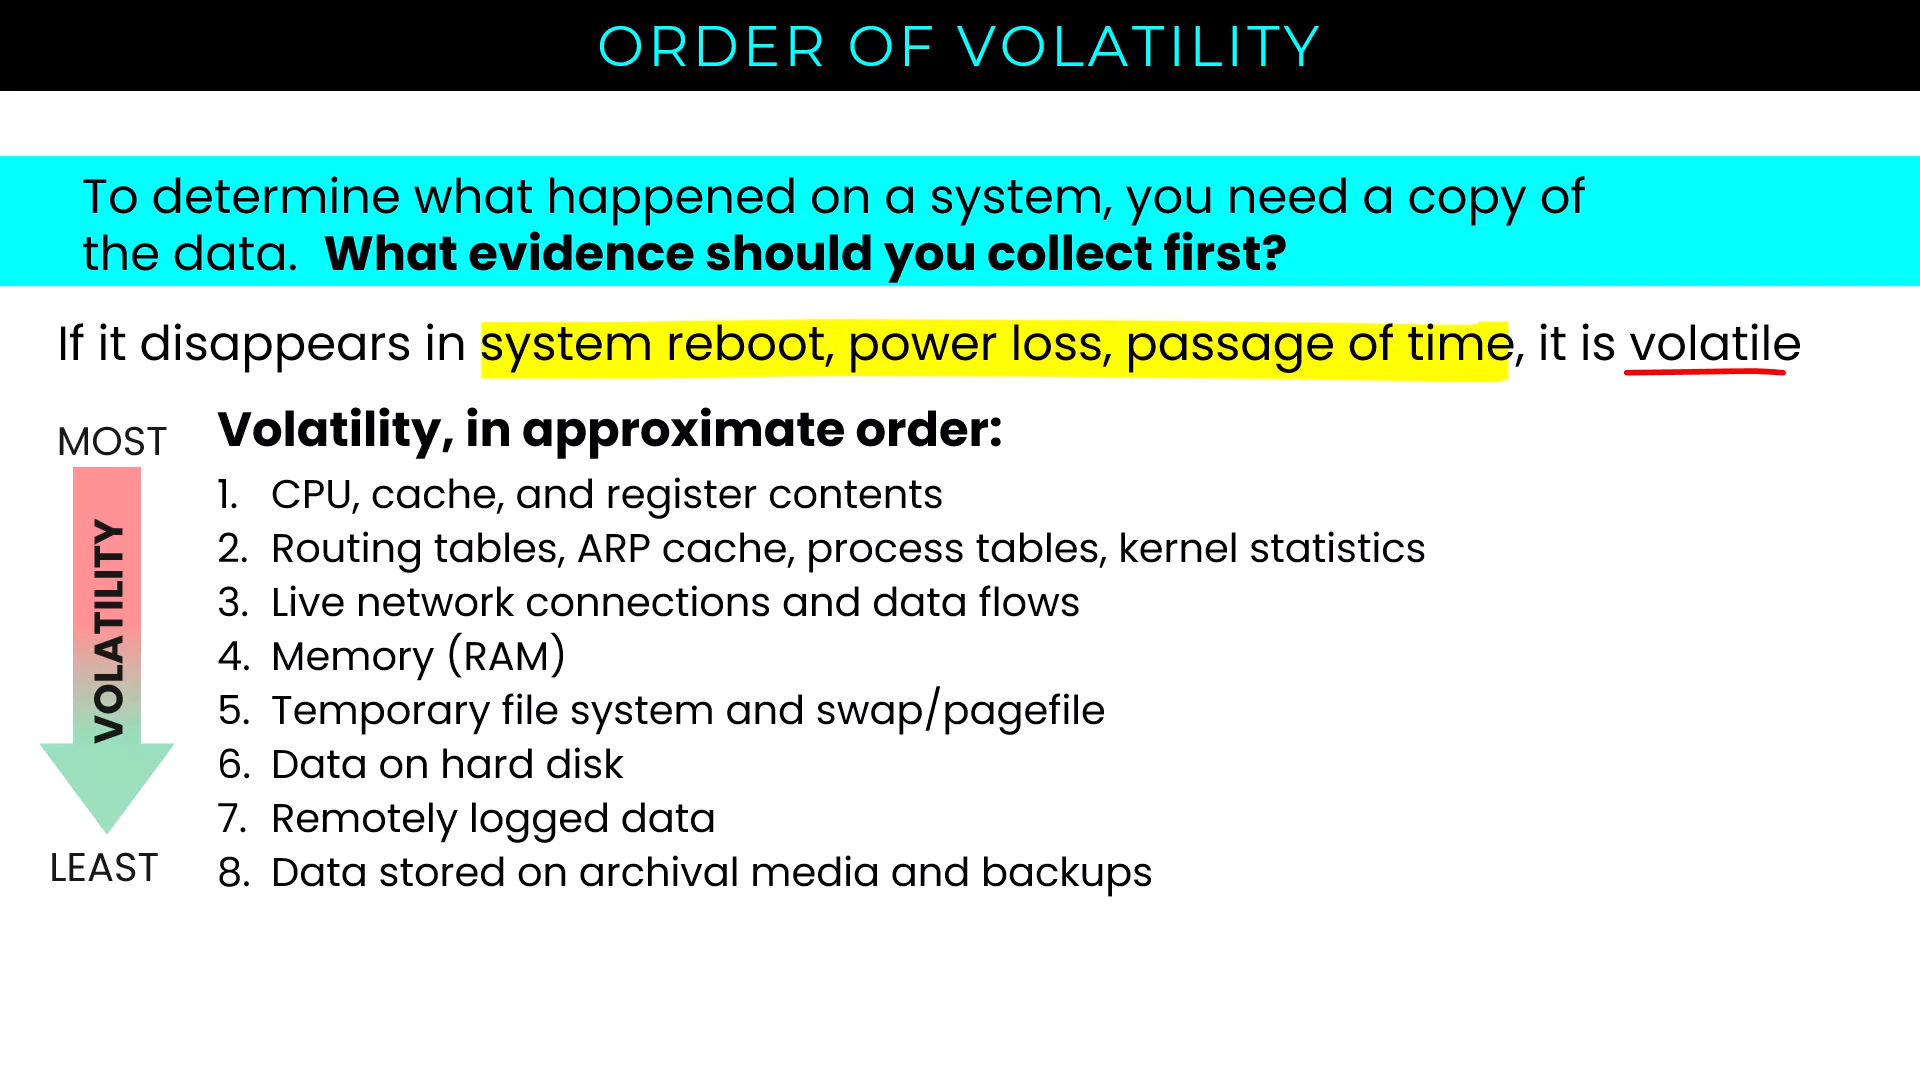 ORDER OF VOLATILITY
To determine what happened on a system, you need a copy of
the data. What evidence should you collect first?
If it disappears in system reboot, power loss, passage of time, it is volatile
MOST
VOLATILITY
LEAST
Volatility, in approximate order:
1. CPU, cache, and register contents
2. Routing tables, ARP cache, process tables, kernel statistics
3. Live network connections and data flows
4. Memory (RAM)
5. Temporary file system and swap/pagefile
6. Data on hard disk
7. Remotely logged data
8. Data stored on archival media and backups